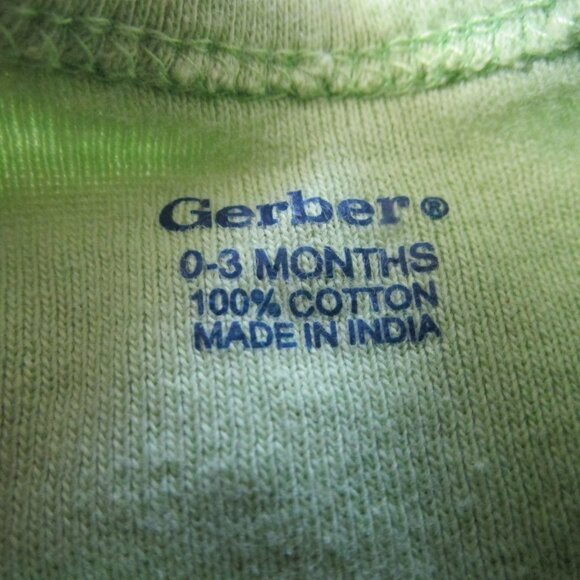 Gerber®
0-3 MONTHS
100% COTTON
MADE IN INDIA